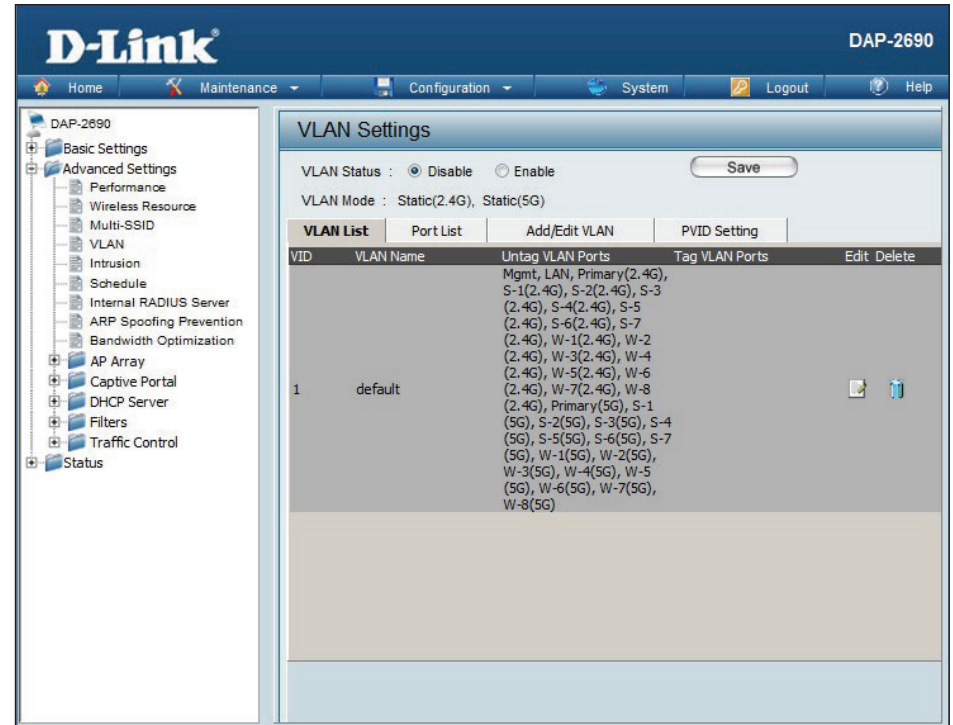 D-Link
DAP-2690
Home Maintenance Configuration System Logout Help
DAP-2690
Basic Settings
Advanced Settings
Performance
Wireless Resource
Multi-SSID
VLAN
Intrusion
Schedule
Internal RADIUS Server
ARP Spoofing Prevention
Bandwidth Optimization
AP Array
Captive Portal
DHCP Server
Filters
Traffic Control
Status
VLAN Settings
VLAN Status : Disable Enable Save
VLAN Mode : Static(2.4G), Static(5G)
VLAN List Port List Add/Edit VLAN PVID Setting
VID VLAN Name Untag VLAN Ports Tag VLAN Ports Edit Delete
Mgmt, LAN, Primary(2.4G),
S-1(2.4G), S-2(2.4G), S-3
(2.4G), S-4(2.4G), S-5
(2.4G), S-6(2.4G), S-7
(2.4G), W-1(2.4G), W-2
(2.4G), W-3(2.4G), W-4
(2.4G), W-5(2.4G), W-6
1 default (2.4G), W-7(2.4G), W-8
(2.4G), Primary(5G), S-1
(5G), S-2(5G), S-3(5G), S-4
(5G), S-5(5G), S-6(5G), S-7
(5G), W-1(5G), W-2(5G),
W-3(5G), W-4(5G), W-5
(5G), W-6(5G), W-7(5G),
W-8(5G)